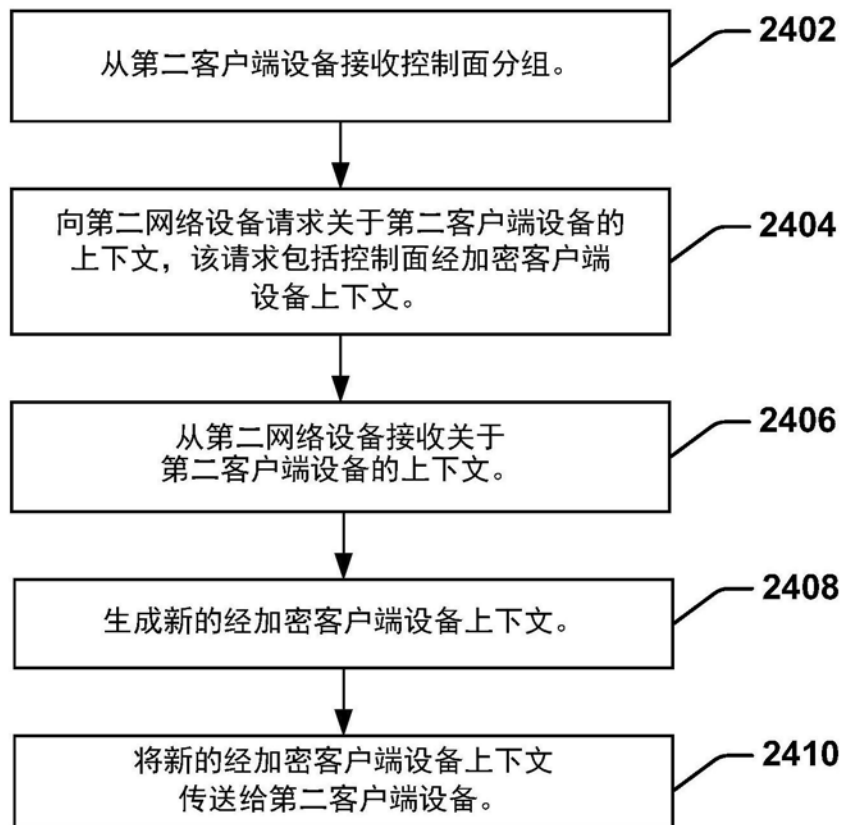 从第二客户端设备接收控制面分组。
2402
向第二网络设备请求关于第二客户端设备的
上下文，该请求包括控制面经加密客户端
设备上下文。
2404
从第二网络设备接收关于
第二客户端设备的上下文。
2406
生成新的经加密客户端设备上下文。
2408
将新的经加密客户端设备上下文
传送给第二客户端设备。
2410